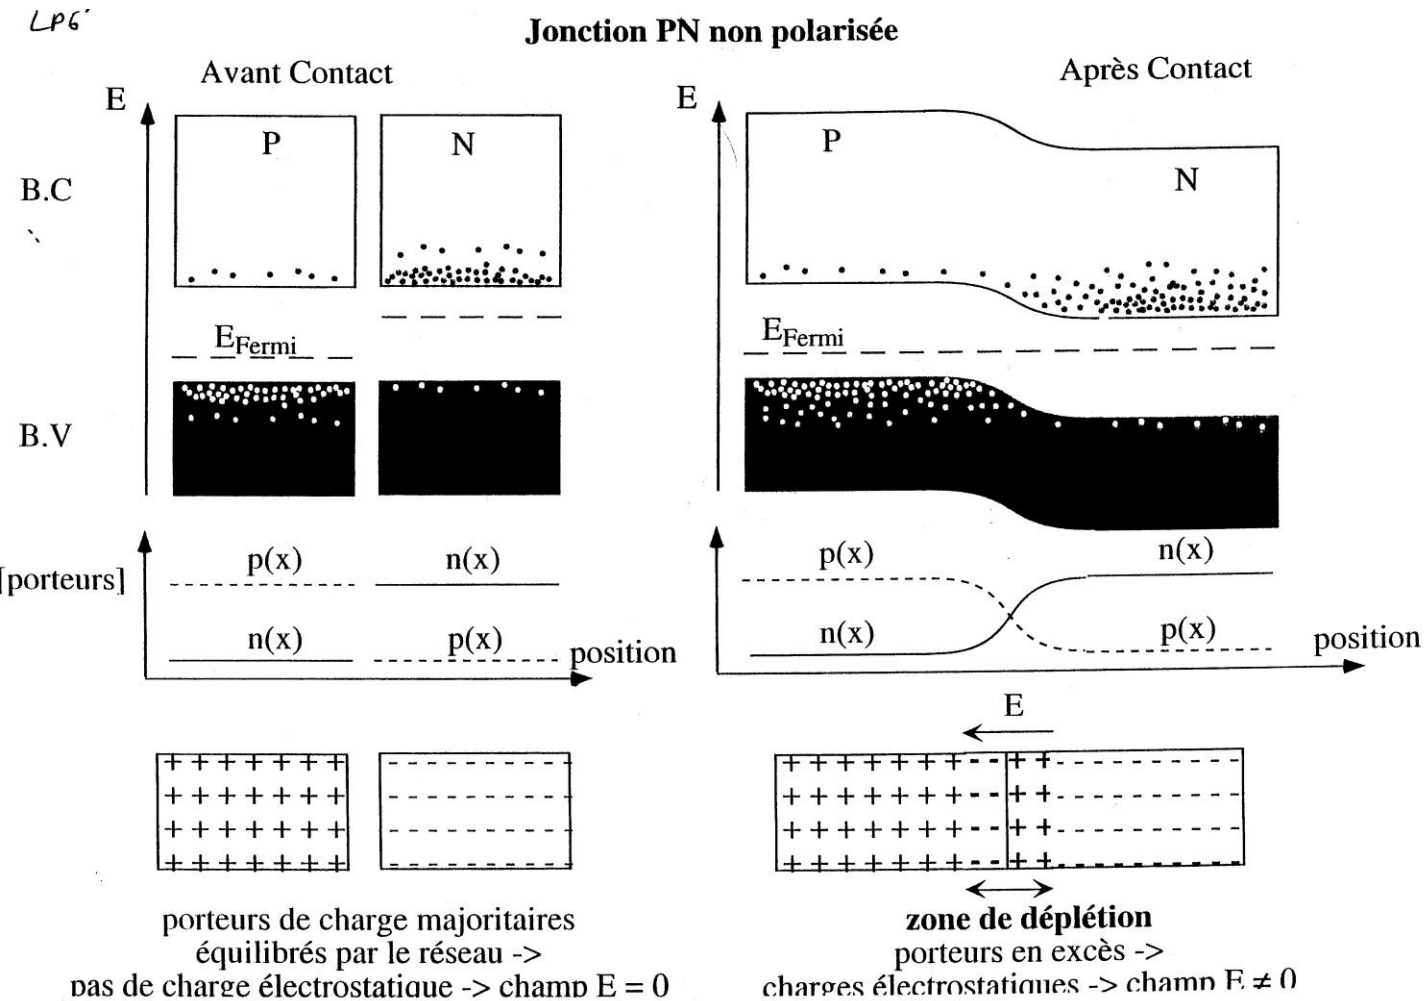 LP6
Jonction PN non polarisée
Avant Contact
Après Contact
E
P
N
B.C
EFermi
B.V
E
P
N
EFermi
[porteurs]
p(x)
n(x)
n(x)
p(x)
position
p(x)
n(x)
n(x)
p(x)
position
E
porteurs de charge majoritaires
équilibrés par le réseau ->
pas de charge électrostatique -> champ E = 0
zone de déplétion
porteurs en excès ->
charges électrostatiques -> champ E ≠ 0